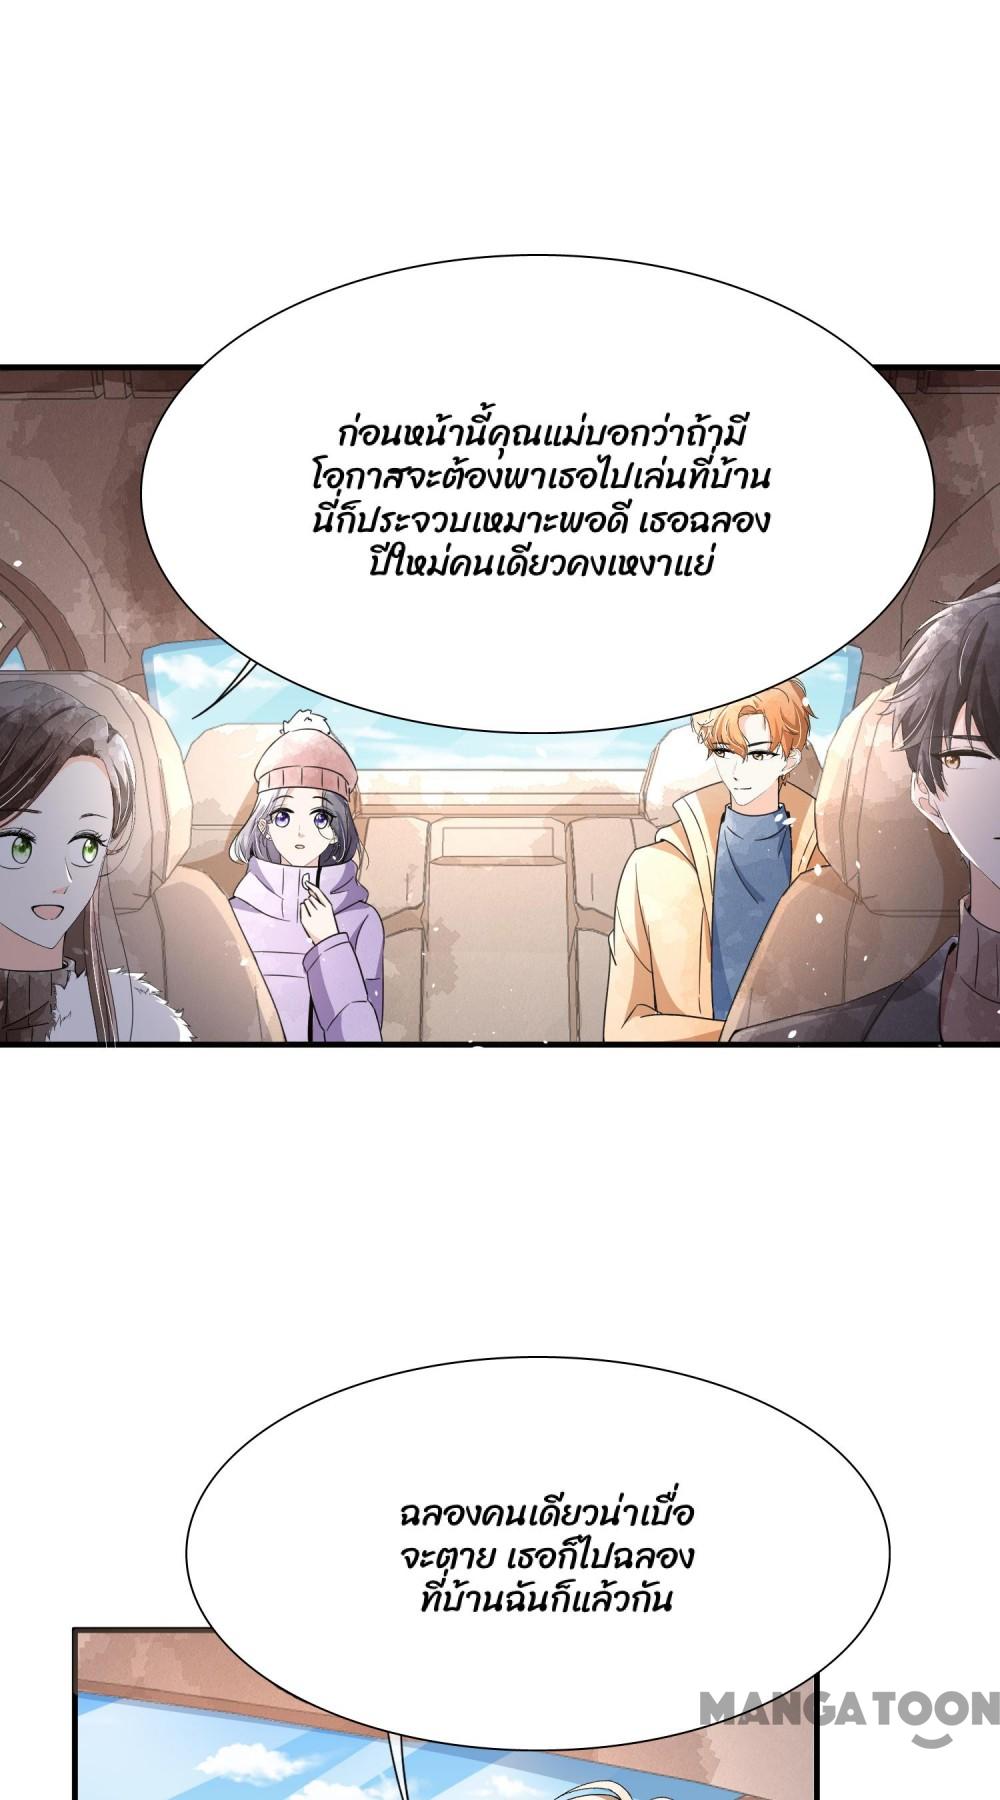 ก่อนหน้านี้คุณแม่บอกว่าถ้ามี
โอกาสจะต้องพาเธอไปเล่นที่บ้าน
นี่ก็ประจวบเหมาะพอดี เธอฉลอง
ปีใหม่คนเดียวคงเหงาแย่
ฉลองคนเดียวน่าเบื่อ
จะตาย เธอก็ไปฉลอง
ที่บ้านฉันก็แล้วกัน
MANGATOON